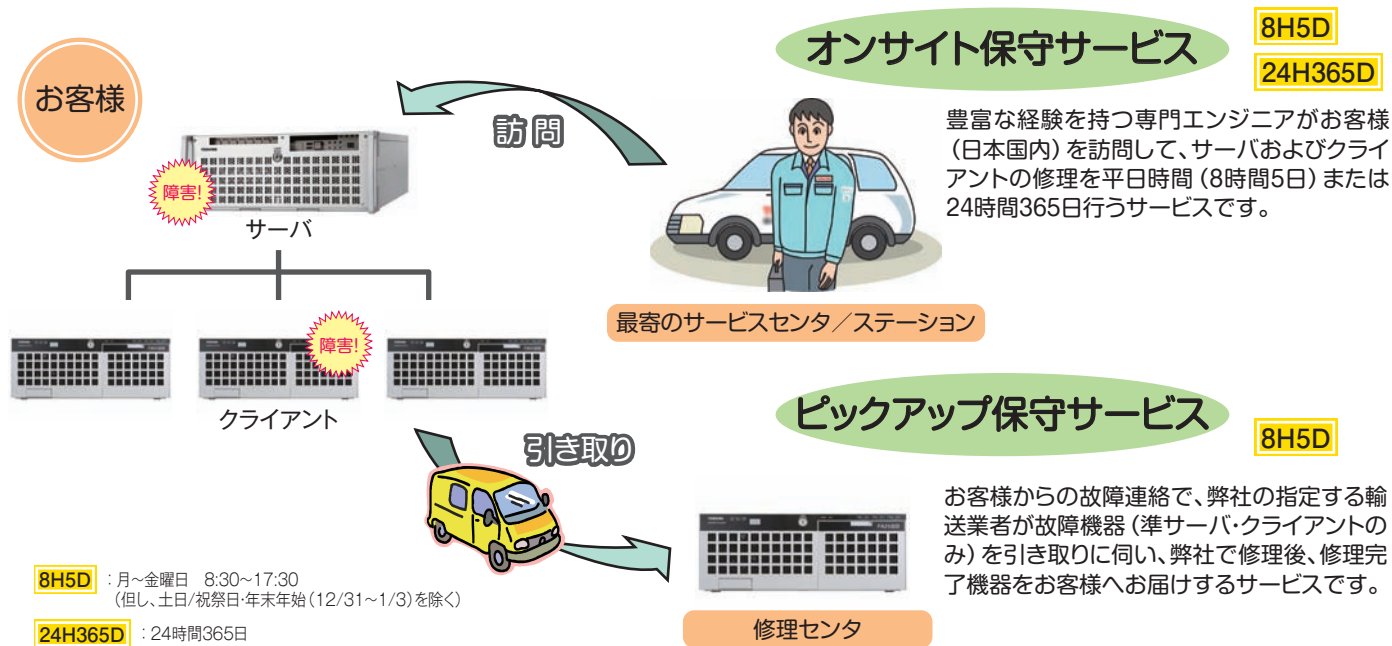 お客様
障害!
サーバ
障害!
クライアント
訪問
オンサイト保守サービス
8H5D
24H365D
豊富な経験を持つ専門エンジニアがお客様
(日本国内)を訪問して、サーバおよびクライ
アントの修理を平日時間(8時間5日)または
24時間365日行うサービスです。
最寄のサービスセンタ／ステーション
引き取り
ピックアップ保守サービス
8H5D
お客様からの故障連絡で、弊社の指定する輸
送業者が故障機器(準サーバ・クライアントの
み)を引き取りに伺い、弊社で修理後、修理完
了機器をお客様へお届けするサービスです。
修理センタ
8H5D ：月～金曜日　8:30～17:30
(但し、土日/祝祭日・年末年始(12/31～1/3)を除く)
24H365D ：24時間365日